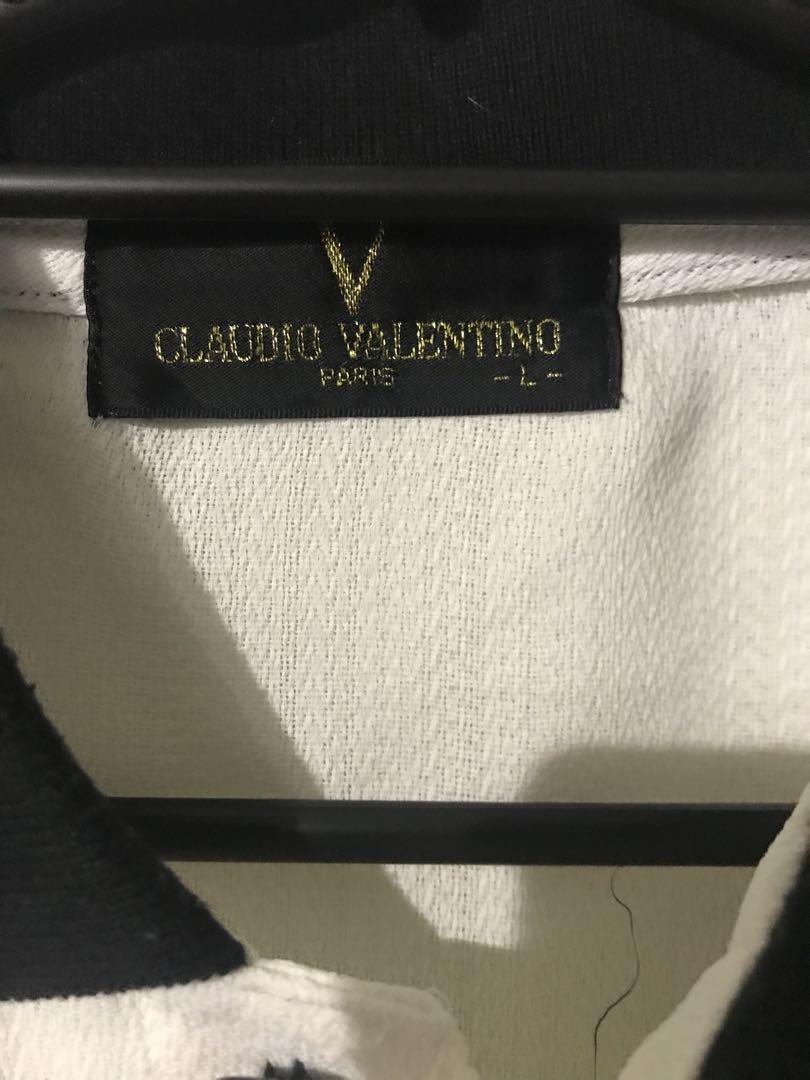 V
CLAUDIO VALENTINO
PARIS -L-